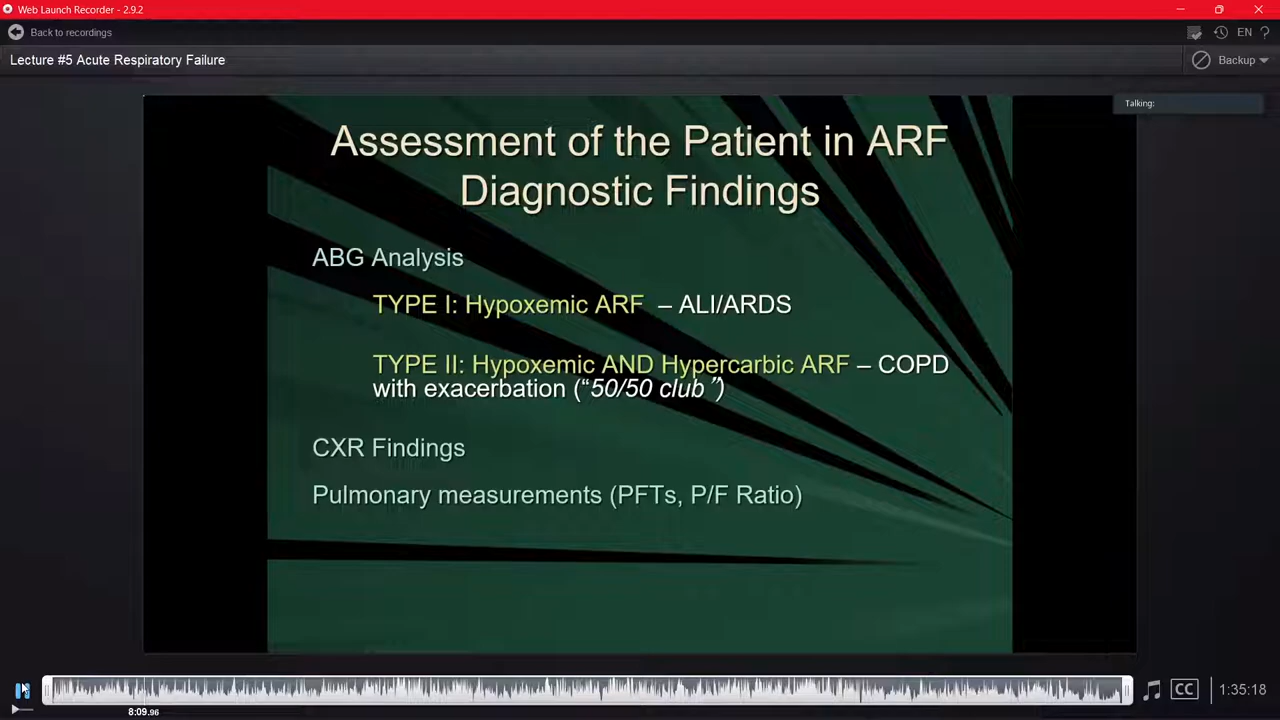 Web Launch Recorder - 2.9.2
Back to recordings
EN ?
Lecture #5 Acute Respiratory Failure
Backup
Talking:
Assessment of the Patient in ARF
Diagnostic Findings
ABG Analysis
TYPE I: Hypoxemic ARF – ALI/ARDS
TYPE II: Hypoxemic AND Hypercarbic ARF – COPD
with exacerbation (“50/50 club”)
CXR Findings
Pulmonary measurements (PFTs, P/F Ratio)
CC
1:35:18
8:09.96